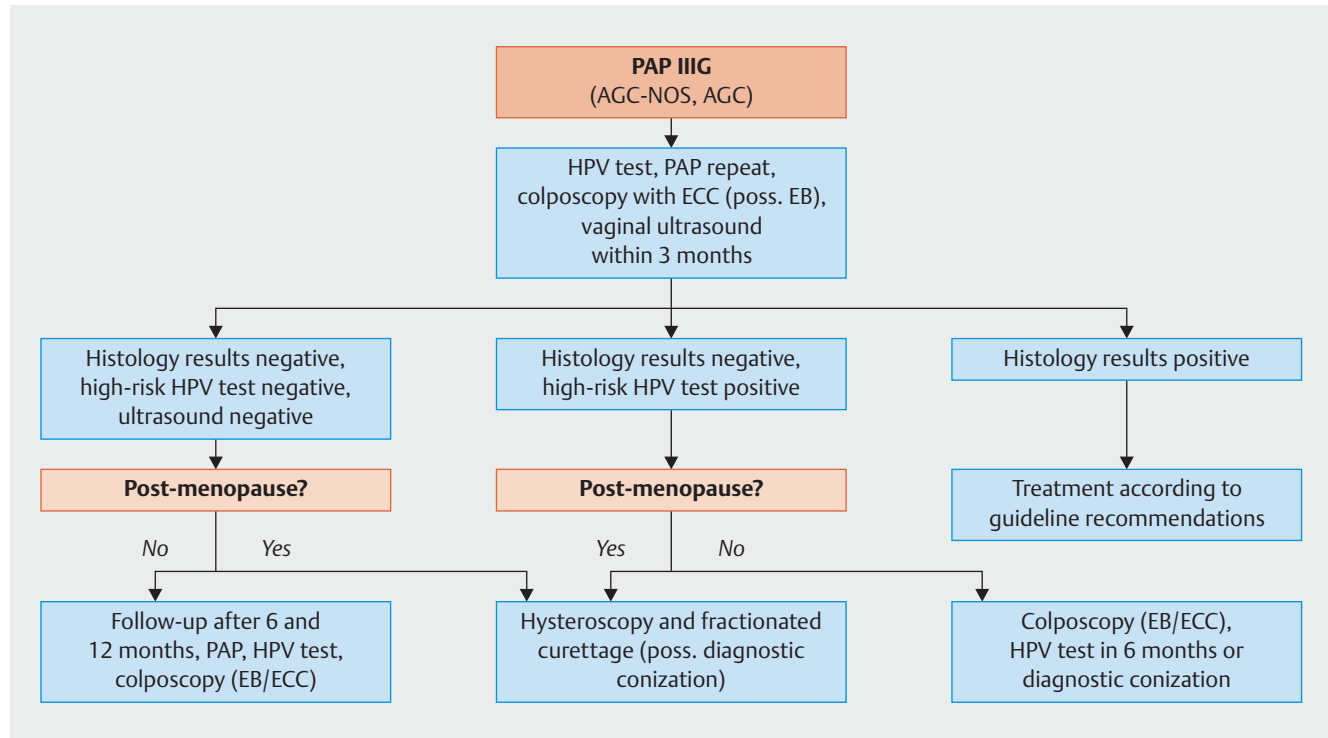 PAP IIIG
(AGC-NOS, AGC)
HPV test, PAP repeat,
colposcopy with ECC (poss. EB),
vaginal ultrasound
within 3 months
Histology results negative,
high-risk HPV test negative,
ultrasound negative
Histology results negative,
high-risk HPV test positive
Histology results positive
Post-menopause?
Post-menopause?
Treatment according to
guideline recommendations
No
Yes
Yes
No
Follow-up after 6 and
12 months, PAP, HPV test,
colposcopy (EB/ECC)
Hysteroscopy and fractionated
curettage (poss. diagnostic
conization)
Colposcopy (EB/ECC),
HPV test in 6 months or
diagnostic conization